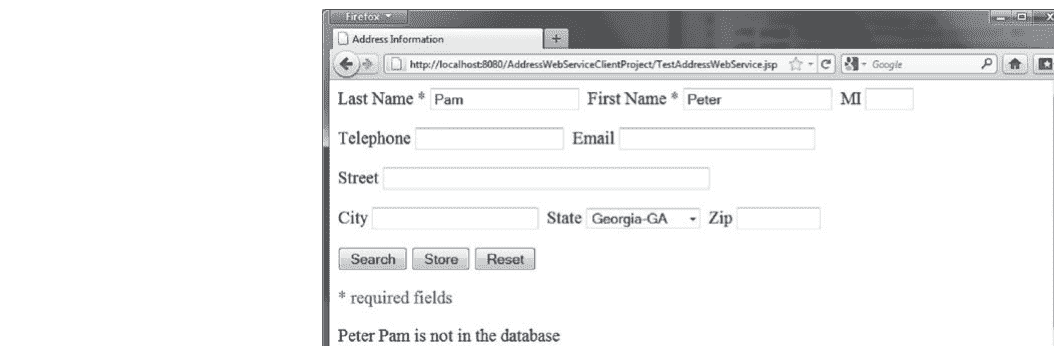 Firefox
Address Information
http://localhost:8080/AddressWebServiceClientProject/TestAddressWebService.jsp Google
Last Name * Pam First Name * Peter MI
Telephone Email
Street
City State Georgia-GA Zip
Search Store Reset
* required fields
Peter Pam is not in the database